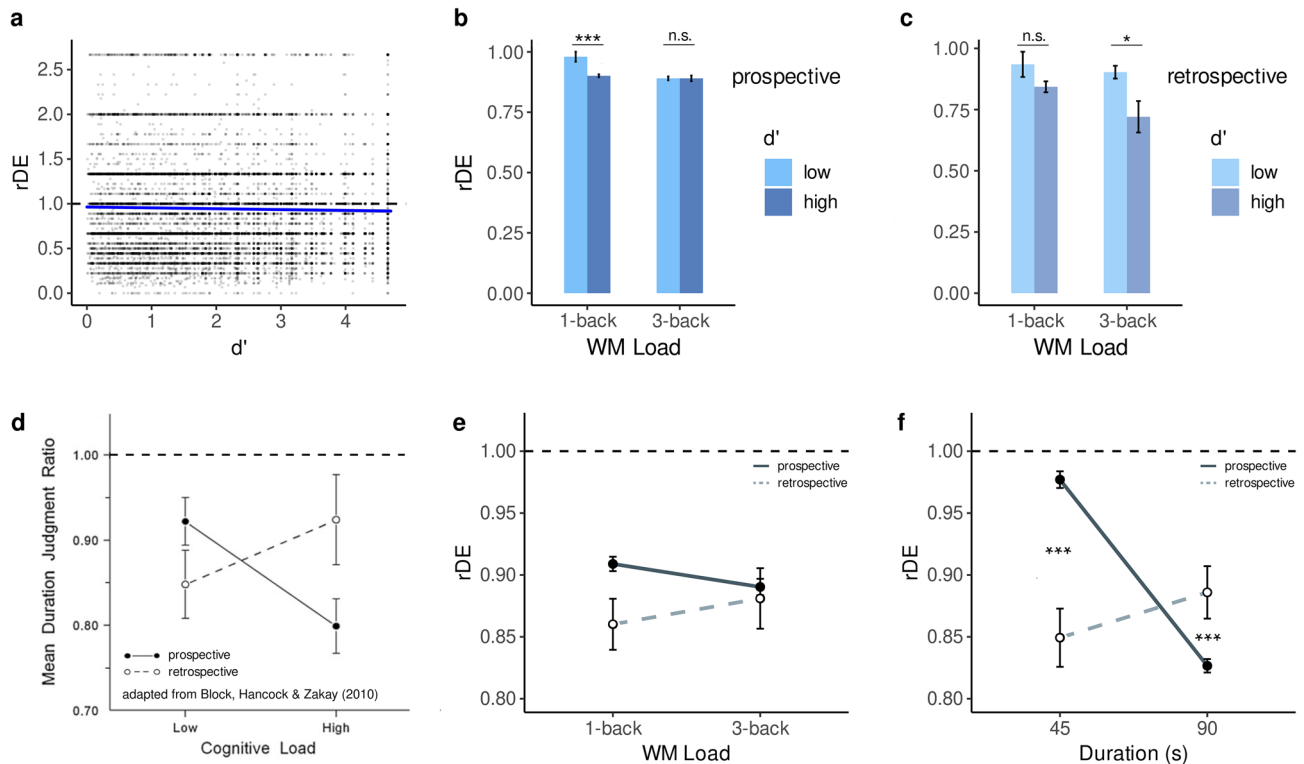 a
rDE
2.5
2.0
1.5
1.0
0.5
0.0
0
1
2
3
4
d'
b
***
n.s.
prospective
rDE
1.00
0.75
0.50
0.25
0.00
d'
low
high
1-back
3-back
WM Load
c
n.s.
*
retrospective
rDE
1.00
0.75
0.50
0.25
0.00
d'
low
high
1-back
3-back
WM Load
d
Mean Duration Judgment Ratio
1.00
0.90
0.80
0.70
prospective
retrospective
adapted from Block, Hancock & Zakay (2010)
Low
High
Cognitive Load
e
rDE
1.00
0.95
0.90
0.85
0.80
prospective
retrospective
1-back
3-back
WM Load
f
rDE
1.00
0.95
0.90
0.85
0.80
prospective
retrospective
***
***
45
90
Duration (s)